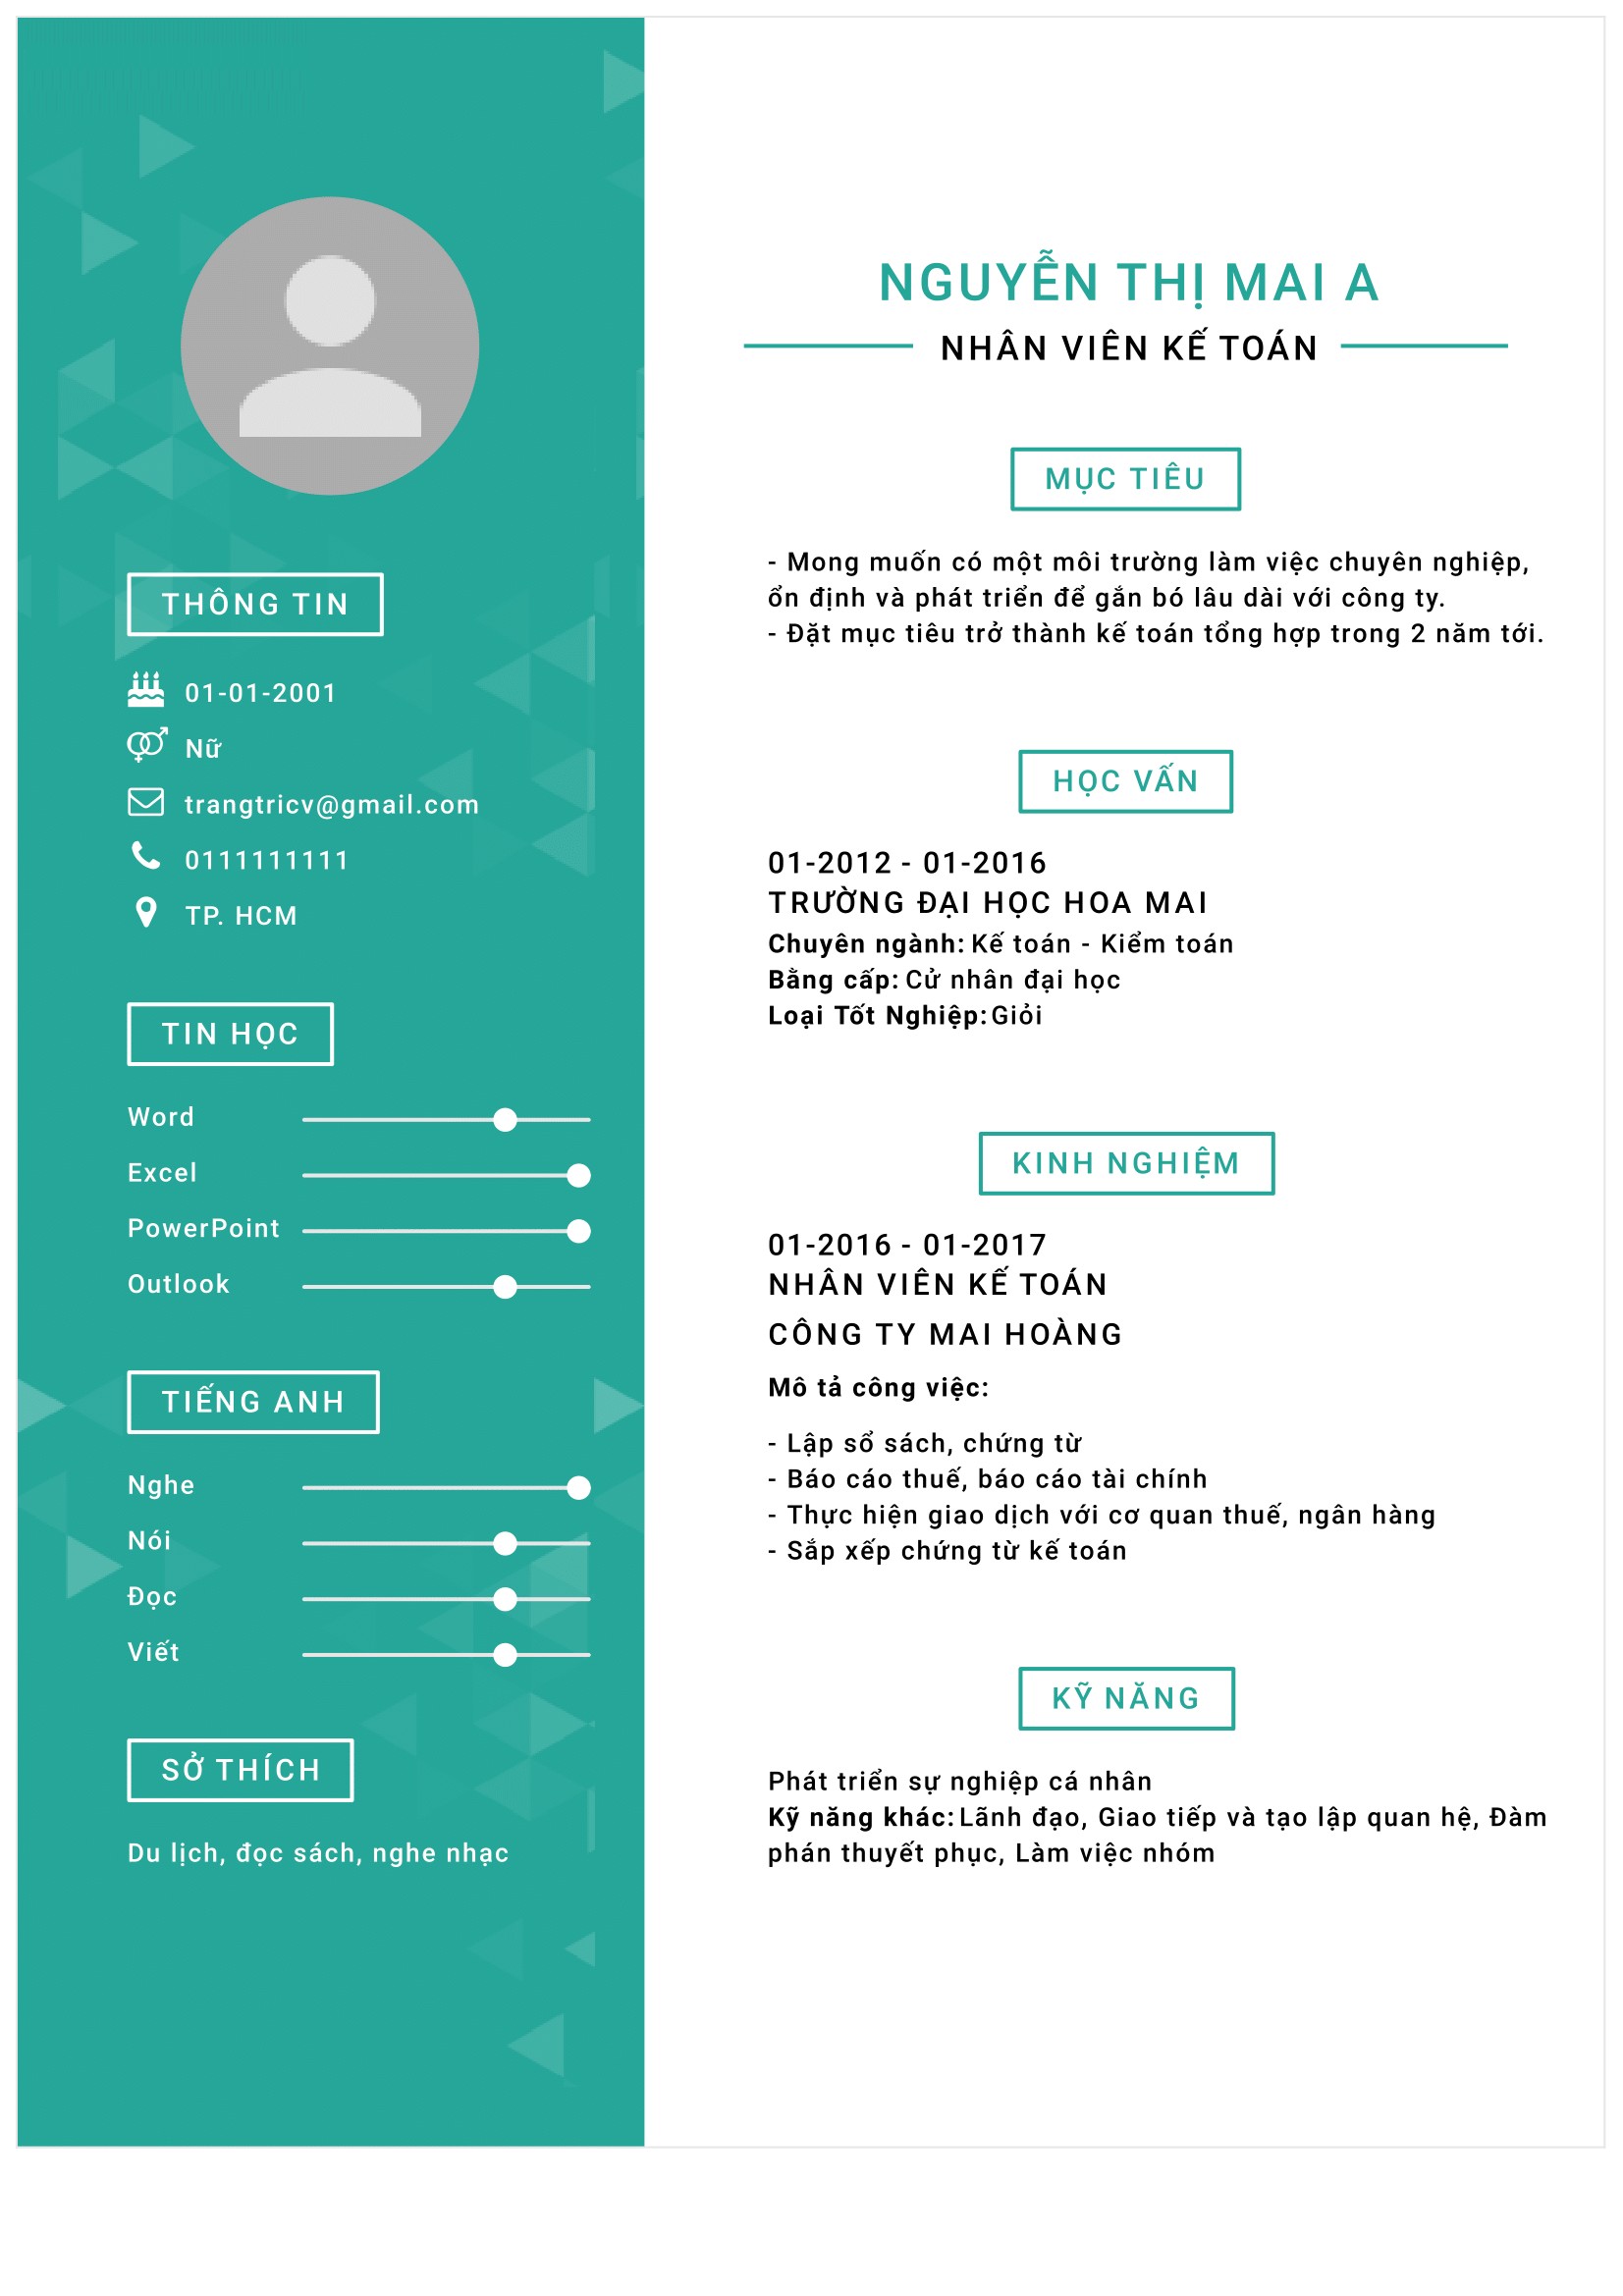 THÔNG TIN
01-01-2001
Nữ
trangtricv@gmail.com
0111111111
TP. HCM
TIN HỌC
Word
Excel
PowerPoint
Outlook
TIẾNG ANH
Nghe
Nói
Đọc
Viết
SỞ THÍCH
Du lịch, đọc sách, nghe nhạc
NGUYỄN THỊ MAI A
NHÂN VIÊN KẾ TOÁN
MỤC TIÊU
- Mong muốn có một môi trường làm việc chuyên nghiệp,
ổn định và phát triển để gắn bó lâu dài với công ty.
- Đặt mục tiêu trở thành kế toán tổng hợp trong 2 năm tới.
HỌC VẤN
01-2012 - 01-2016
TRƯỜNG ĐẠI HỌC HOA MAI
Chuyên ngành: Kế toán - Kiểm toán
Bằng cấp: Cử nhân đại học
Loại Tốt Nghiệp: Giỏi
KINH NGHIỆM
01-2016 - 01-2017
NHÂN VIÊN KẾ TOÁN
CÔNG TY MAI HOÀNG
Mô tả công việc:
- Lập sổ sách, chứng từ
- Báo cáo thuế, báo cáo tài chính
- Thực hiện giao dịch với cơ quan thuế, ngân hàng
- Sắp xếp chứng từ kế toán
KỸ NĂNG
Phát triển sự nghiệp cá nhân
Kỹ năng khác: Lãnh đạo, Giao tiếp và tạo lập quan hệ, Đàm
phán thuyết phục, Làm việc nhóm